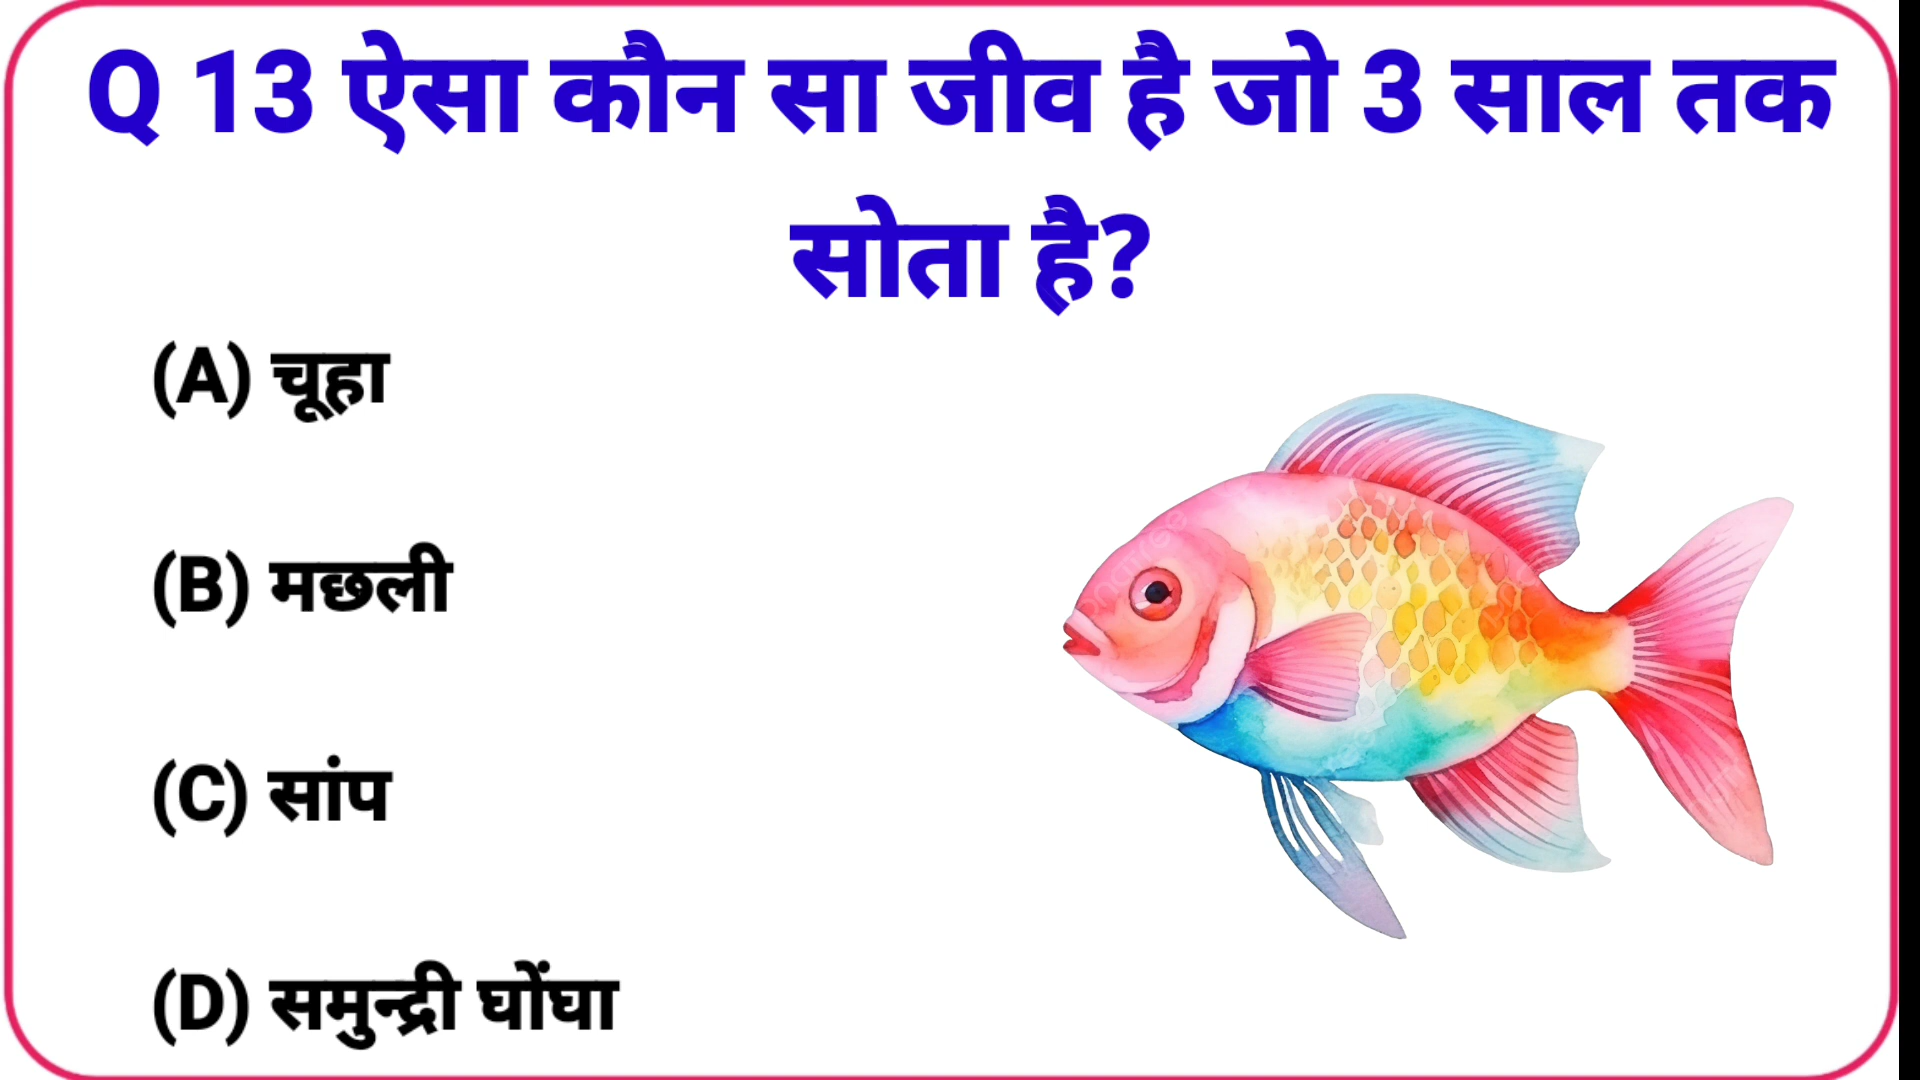 Q 13 ऐसा कौन सा जीव है जो 3 साल तक
सोता है?
(A) चूहा
(B) मछली
(C) सांप
(D) समुन्द्री घोंघा